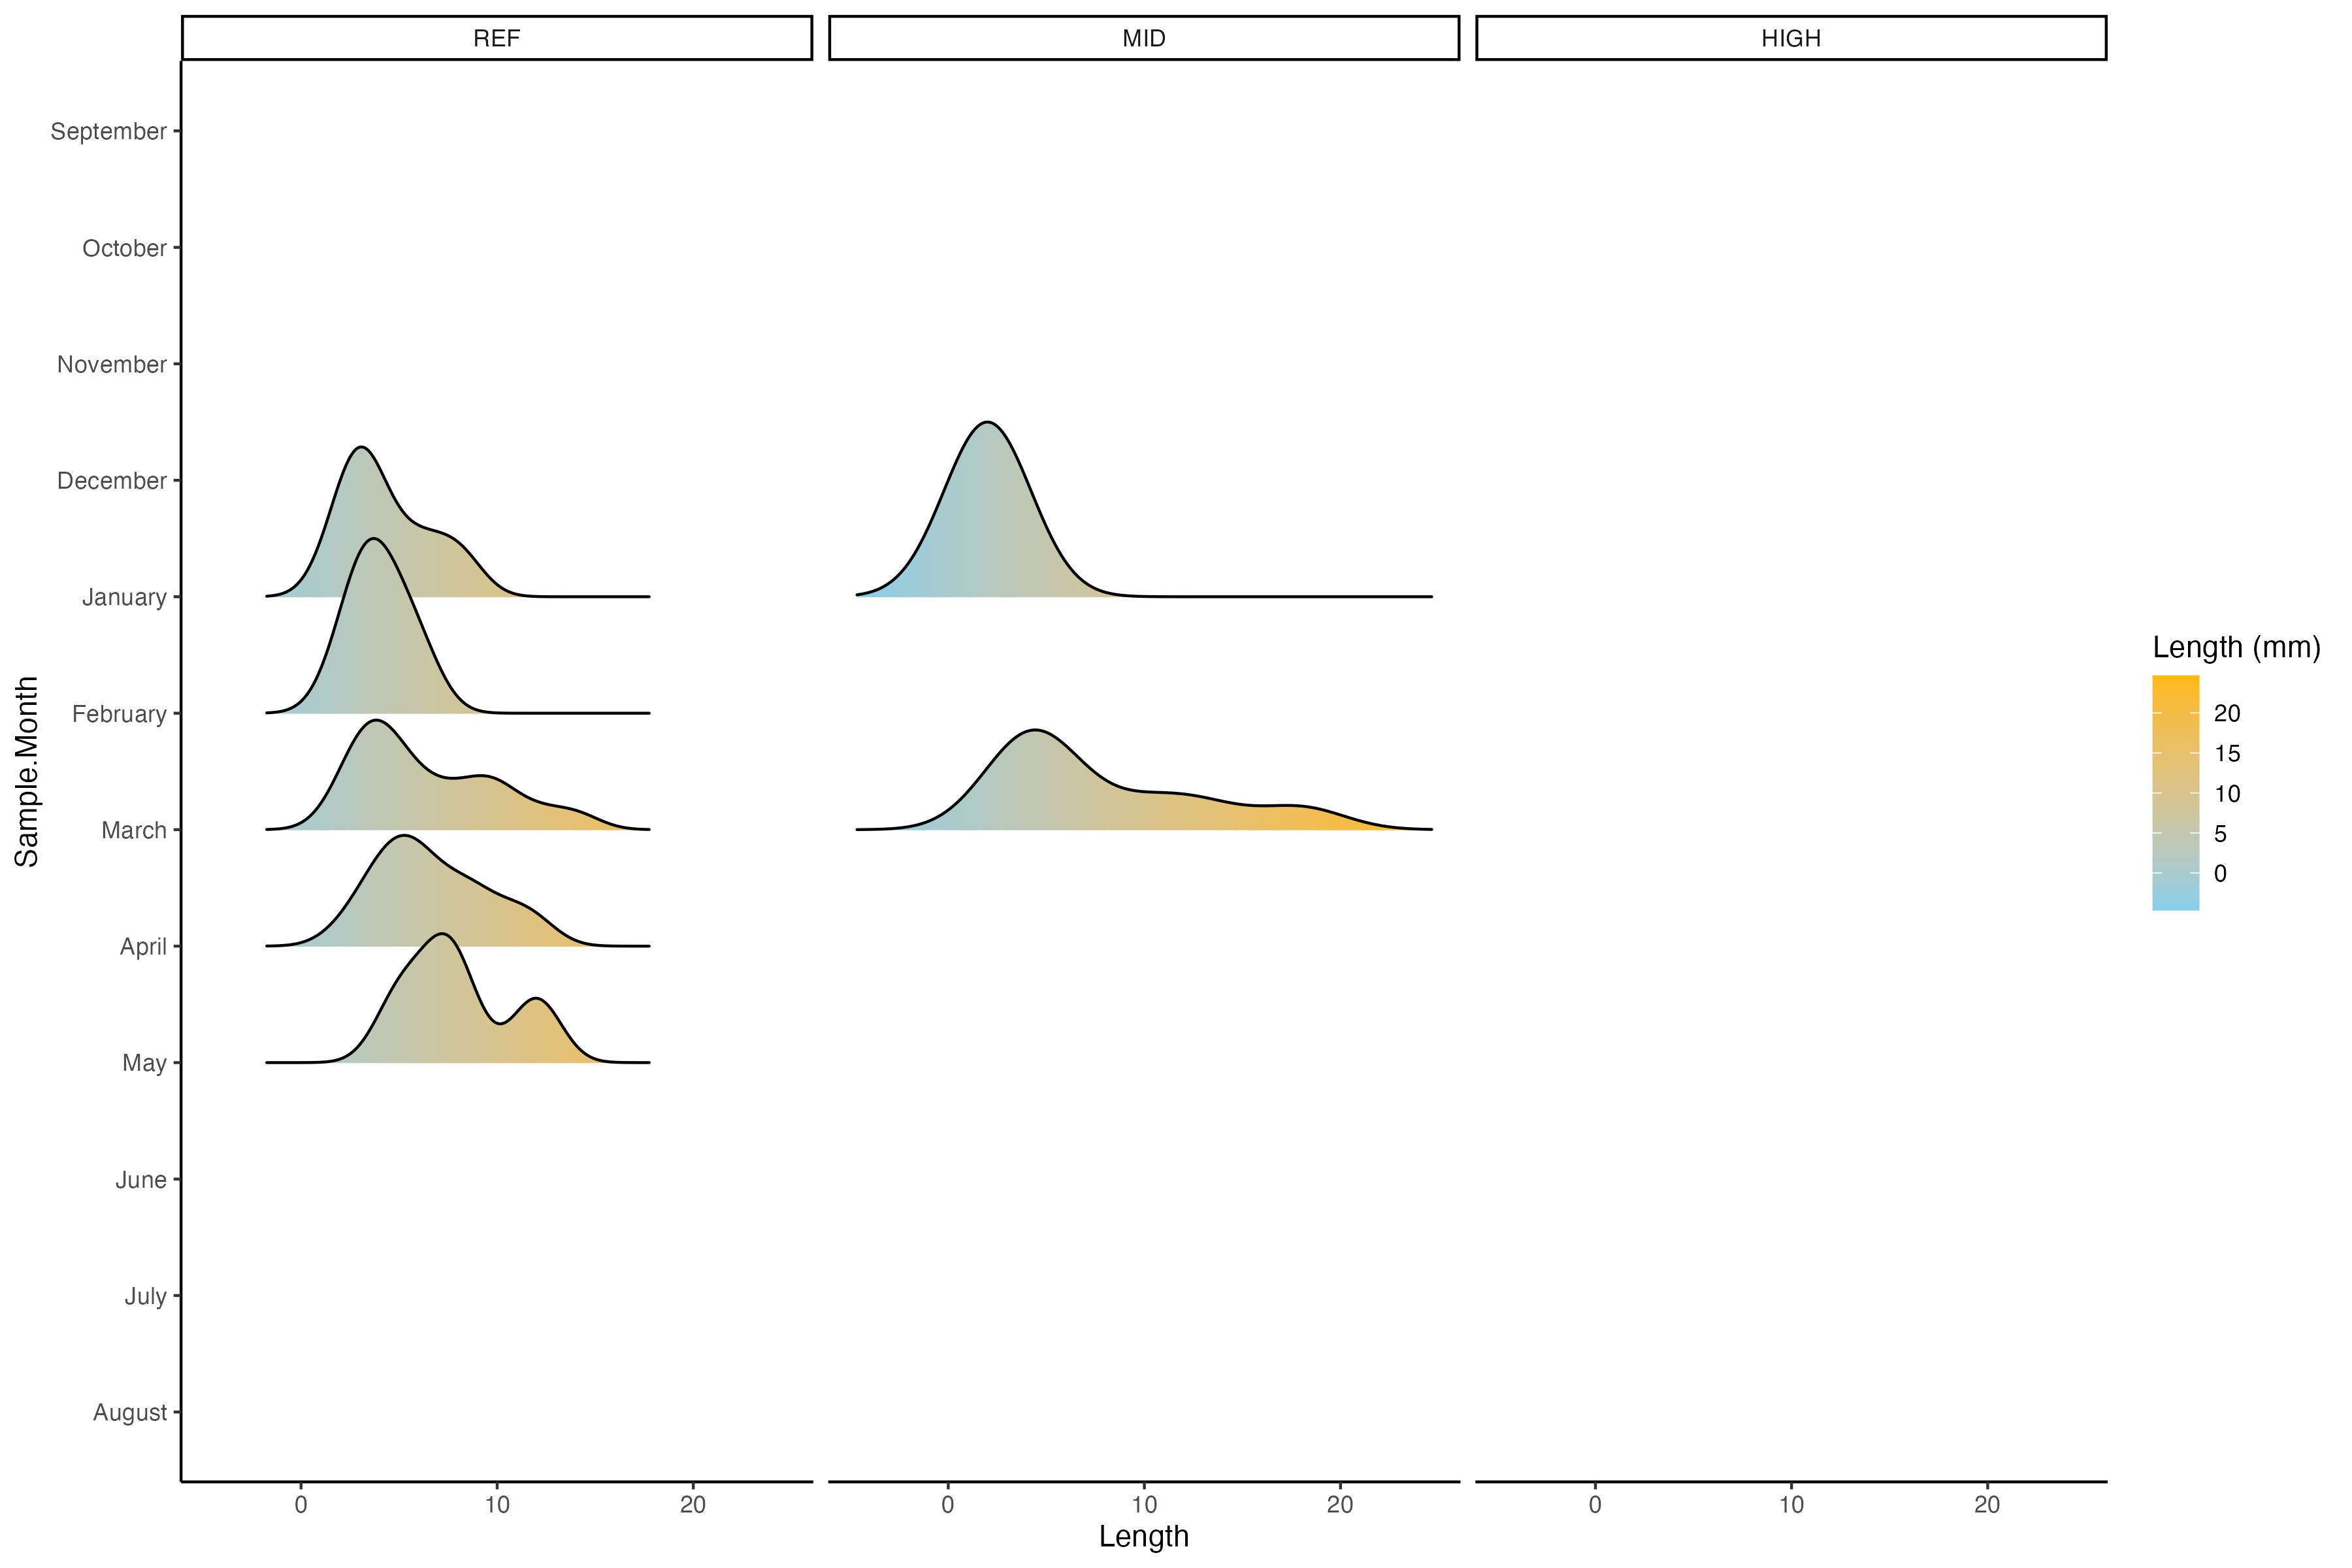 REF
MID
HIGH
September
October
November
December
January
February
March
April
May
June
July
August
Sample.Month
0 10 20
0 10 20
0 10 20
Length
Length (mm)
20
15
10
5
0